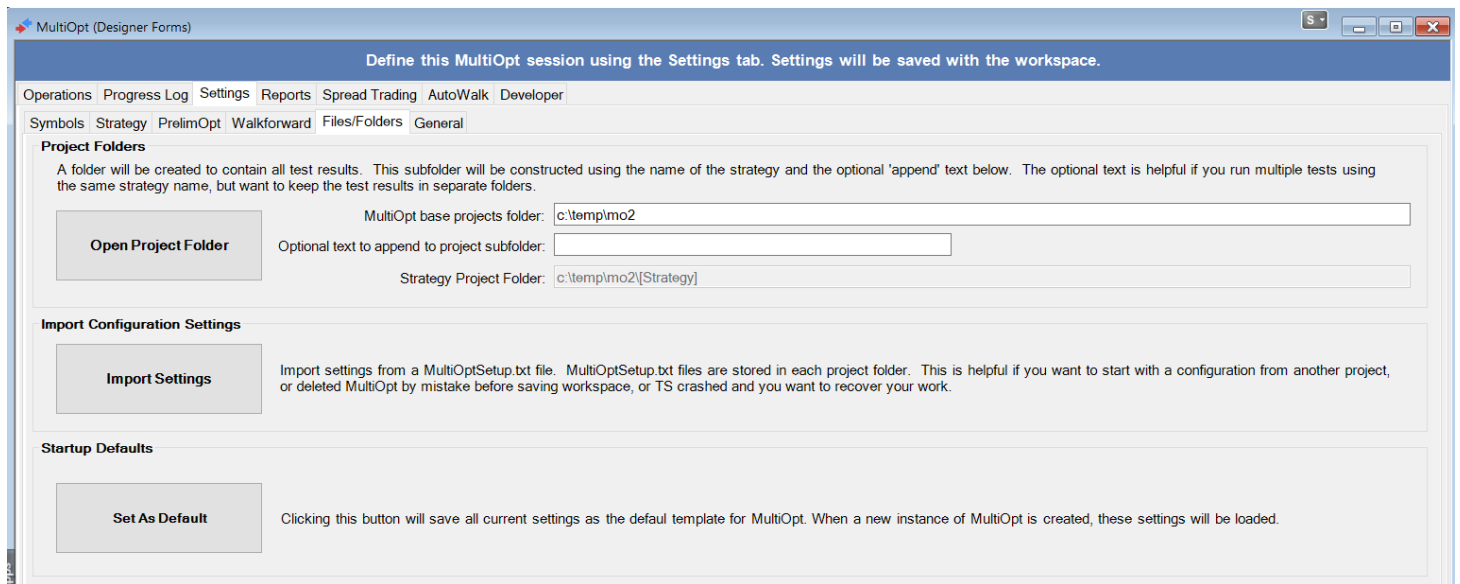 MultiOpt (Designer Forms)
S
Define this MultiOpt session using the Settings tab. Settings will be saved with the workspace.
Operations Progress Log Settings Reports Spread Trading AutoWalk Developer
Symbols Strategy PrelimOpt Walkforward Files/Folders General
Project Folders
A folder will be created to contain all test results. This subfolder will be constructed using the name of the strategy and the optional 'append' text below. The optional text is helpful if you run multiple tests using
the same strategy name, but want to keep the test results in separate folders.
MultiOpt base projects folder: c:\temp\mo2
Open Project Folder
Optional text to append to project subfolder:
Strategy Project Folder: c:\temp\mo2\[Strategy]
Import Configuration Settings
Import Settings
Import settings from a MultiOptSetup.txt file. MultiOptSetup.txt files are stored in each project folder. This is helpful if you want to start with a configuration from another project,
or deleted MultiOpt by mistake before saving workspace, or TS crashed and you want to recover your work.
Startup Defaults
Set As Default
Clicking this button will save all current settings as the defaul template for MultiOpt. When a new instance of MultiOpt is created, these settings will be loaded.